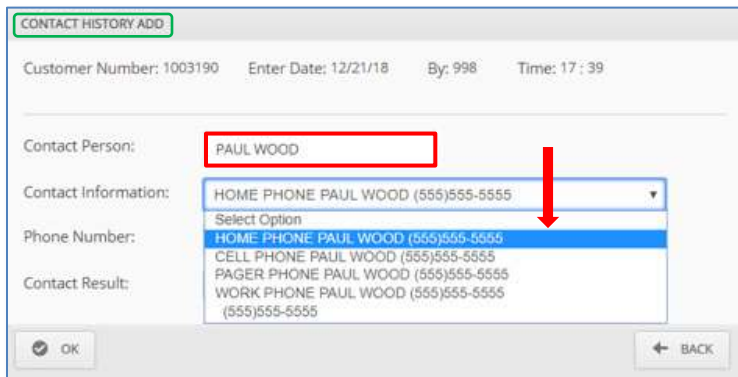 CONTACT HISTORY ADD
Customer Number: 1003190 Enter Date: 12/21/18 By: 998 Time: 17 : 39
Contact Person: PAUL WOOD
Contact Information: HOME PHONE PAUL WOOD (555)555-5555
Select Option
Phone Number: HOME PHONE PAUL WOOD (555)555-5555
CELL PHONE PAUL WOOD (555)555-5555
PAGER PHONE PAUL WOOD (555)555-5555
Contact Result: WORK PHONE PAUL WOOD (555)555-5555
(555)555-5555
OK BACK